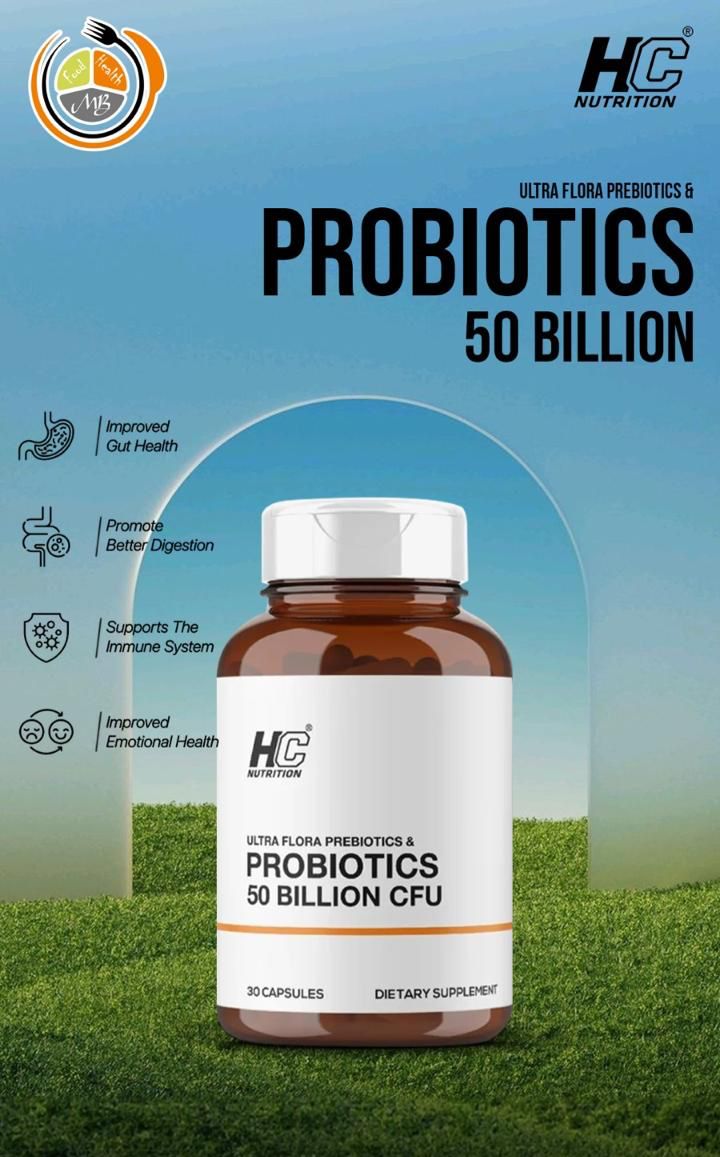 Food
Health
MB
HC®
NUTRITION
ULTRA FLORA PREBIOTICS &
PROBIOTICS
50 BILLION
Improved
Gut Health
Promote
Better Digestion
Supports The
Immune System
Improved
Emotional Health
HC®
NUTRITION
ULTRA FLORA PREBIOTICS &
PROBIOTICS
50 BILLION CFU
30 CAPSULES DIETARY SUPPLEMENT